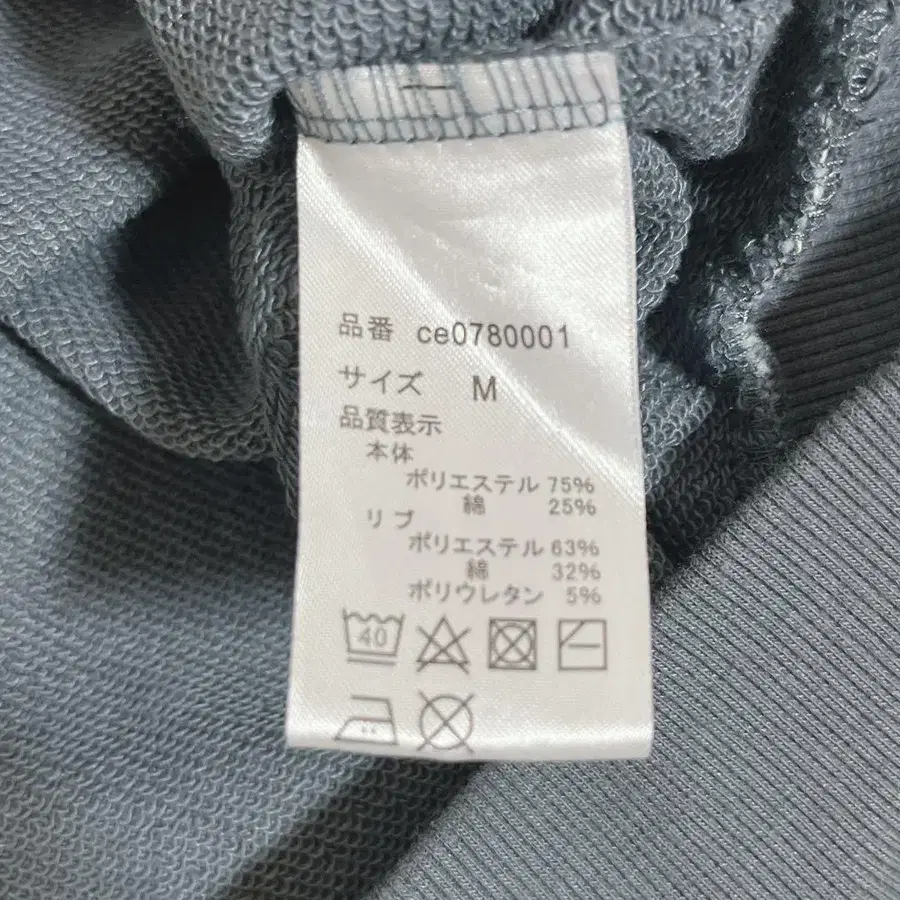 品番 ce0780001
サイズ M
品質表示
本体
ポリエステル 75%
綿 25%
リブ
ポリエステル 63%
綿 32%
ポリウレタン 5%
40